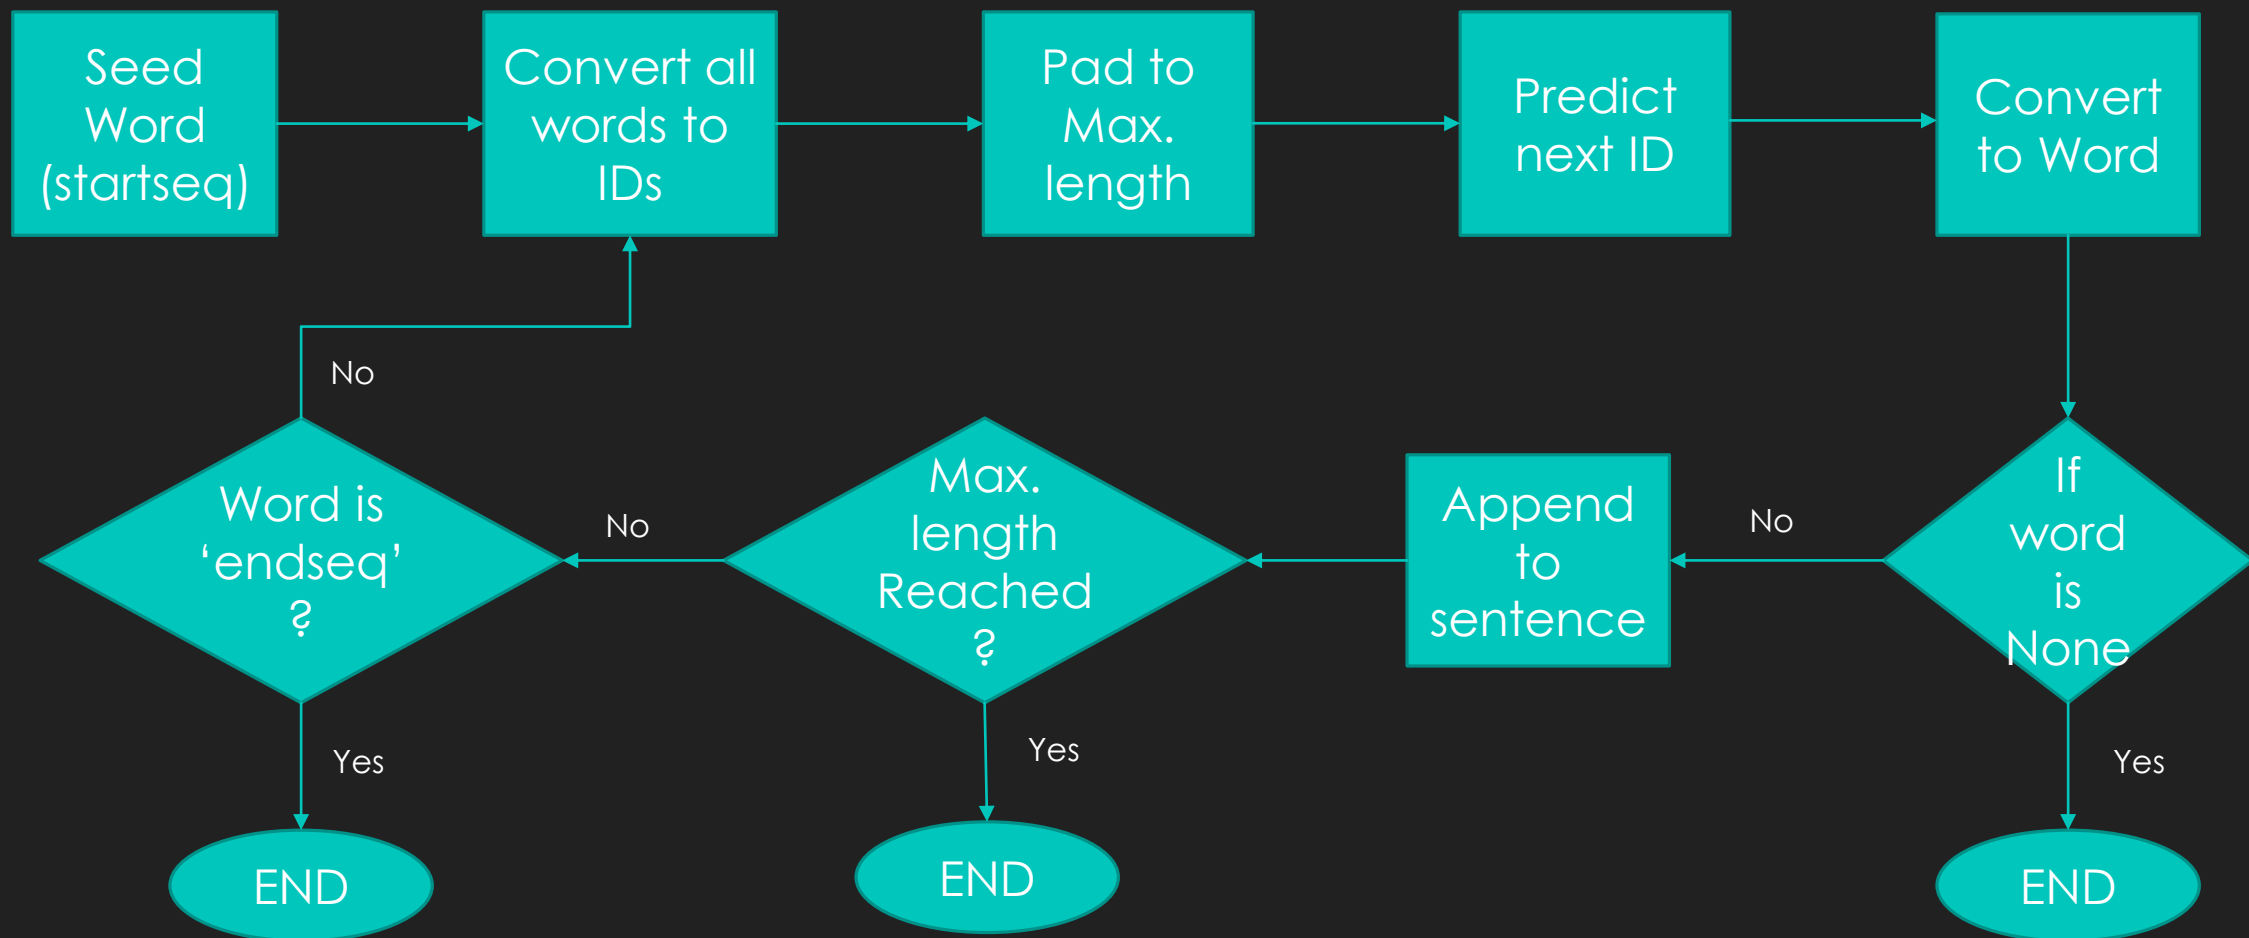 Seed
Word
(startseq)
Convert all
words to
IDs
Pad to
Max.
length
Predict
next ID
Convert
to Word
If
word
is
None
No
Yes
END
Append
to
sentence
Max.
length
Reached
?
No
Yes
END
Word is
‘endseq’
?
No
Yes
END